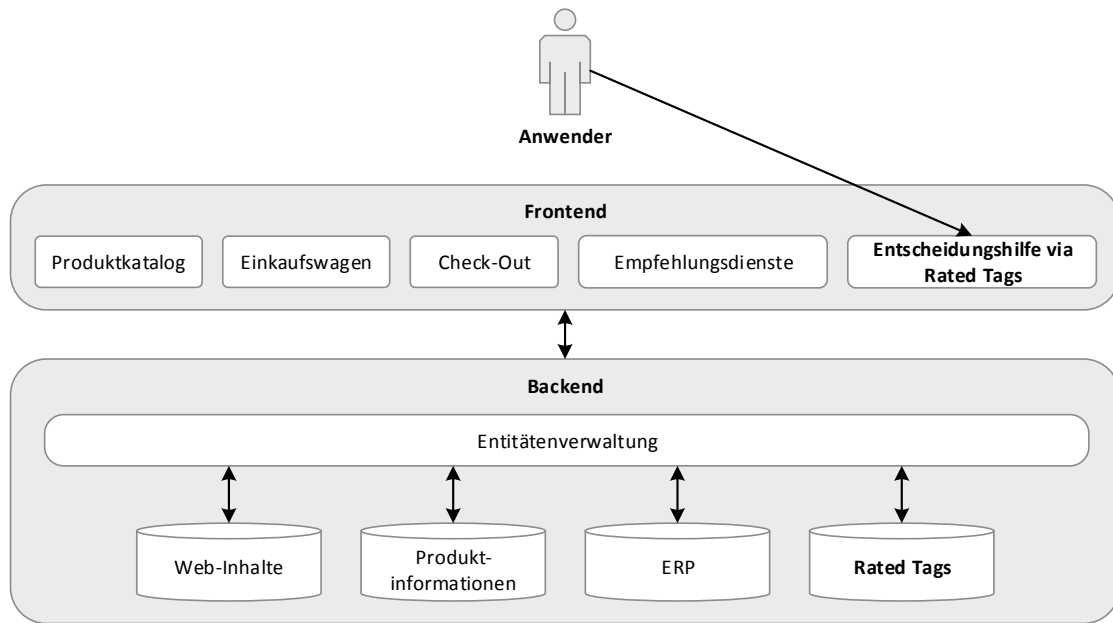 Anwender
Frontend
Produktkatalog
Einkaufswagen
Check-Out
Empfehlungsdienste
Entscheidungshilfe via
Rated Tags
Backend
Entitätenverwaltung
Web-Inhalte
Produkt-
informationen
ERP
Rated Tags